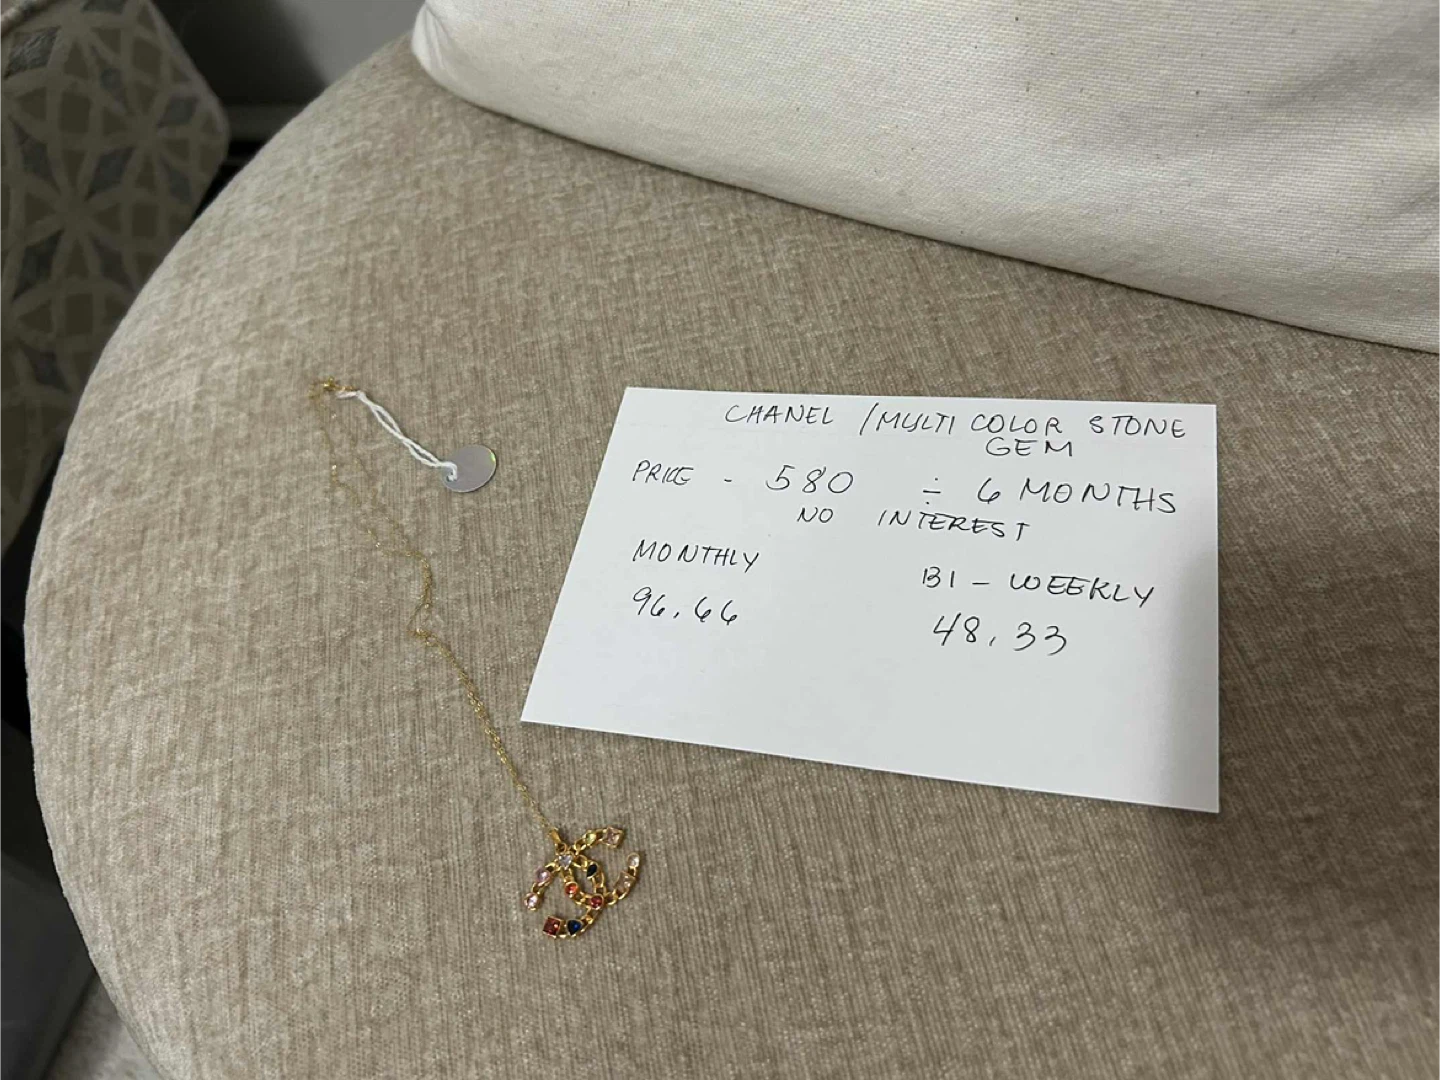 CHANEL / MULTI COLOR STONE
GEM
PRICE - 580 ÷ 6 MONTHS
NO INTEREST
MONTHLY
BI - WEEKLY
96.66
48.33